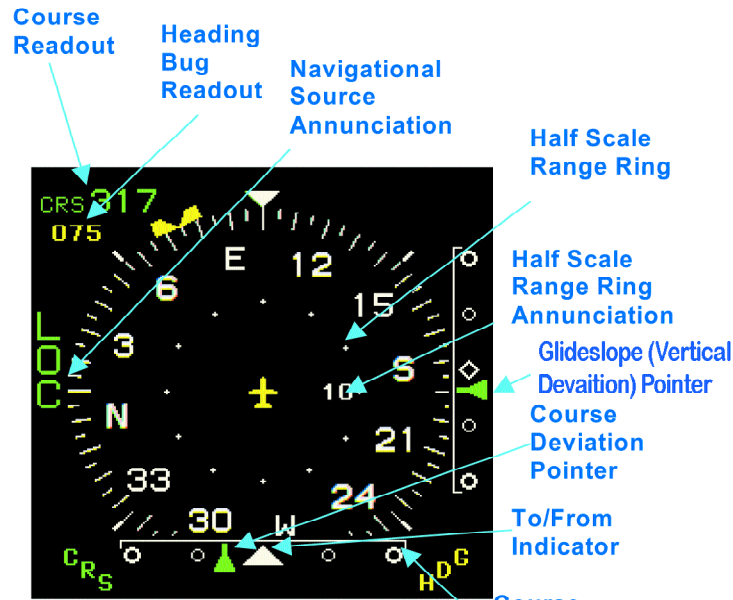 Course
Readout
Heading
Bug
Readout
Navigational
Source
Annunciation
Half Scale
Range Ring
CRS 317
075
E
12
6
15
Half Scale
Range Ring
Annunciation
LOC
3
S
Glideslope (Vertical
Devaition) Pointer
10
N
21
Course
Deviation
Pointer
33
24
30
W
To/From
Indicator
CRS
HDG
Course